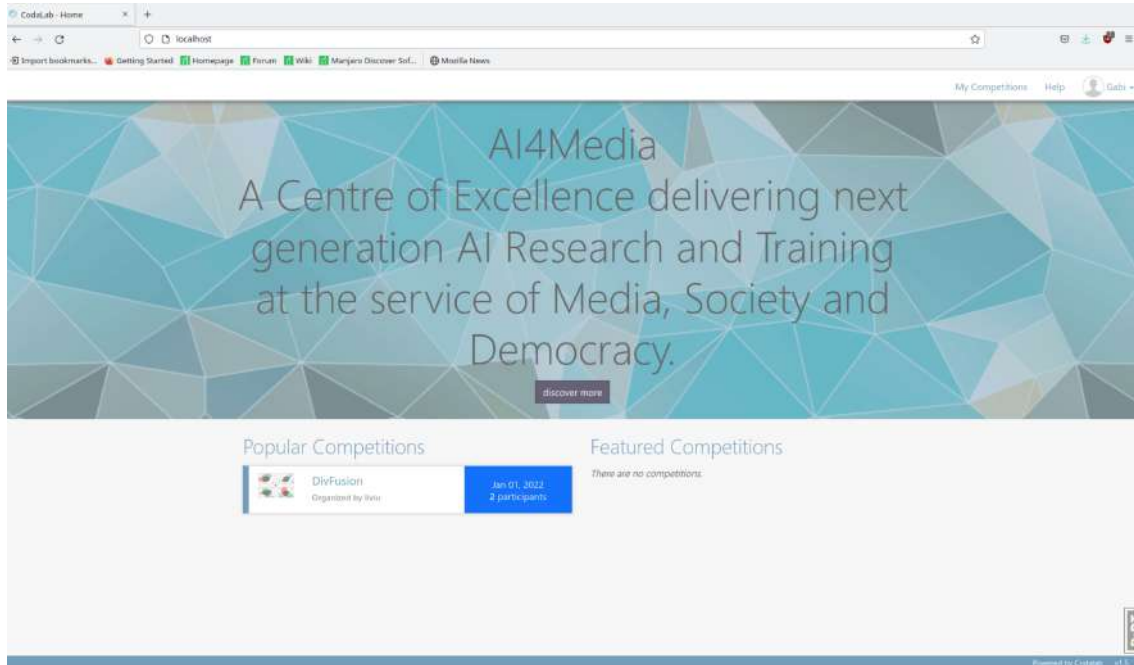 CodaLab - Home
localhost
Import bookmarks... Getting Started Homepage Forum Wiki Manjaro Discover Sof... Mozilla News
My Competitions Help Gabi
AI4Media
A Centre of Excellence delivering next
generation AI Research and Training
at the service of Media, Society and
Democracy.
discover more
Popular Competitions
DivFusion
Organized by liviu
Jan 01, 2022
2 participants
Featured Competitions
There are no competitions.
Powered by Codalab v1.5